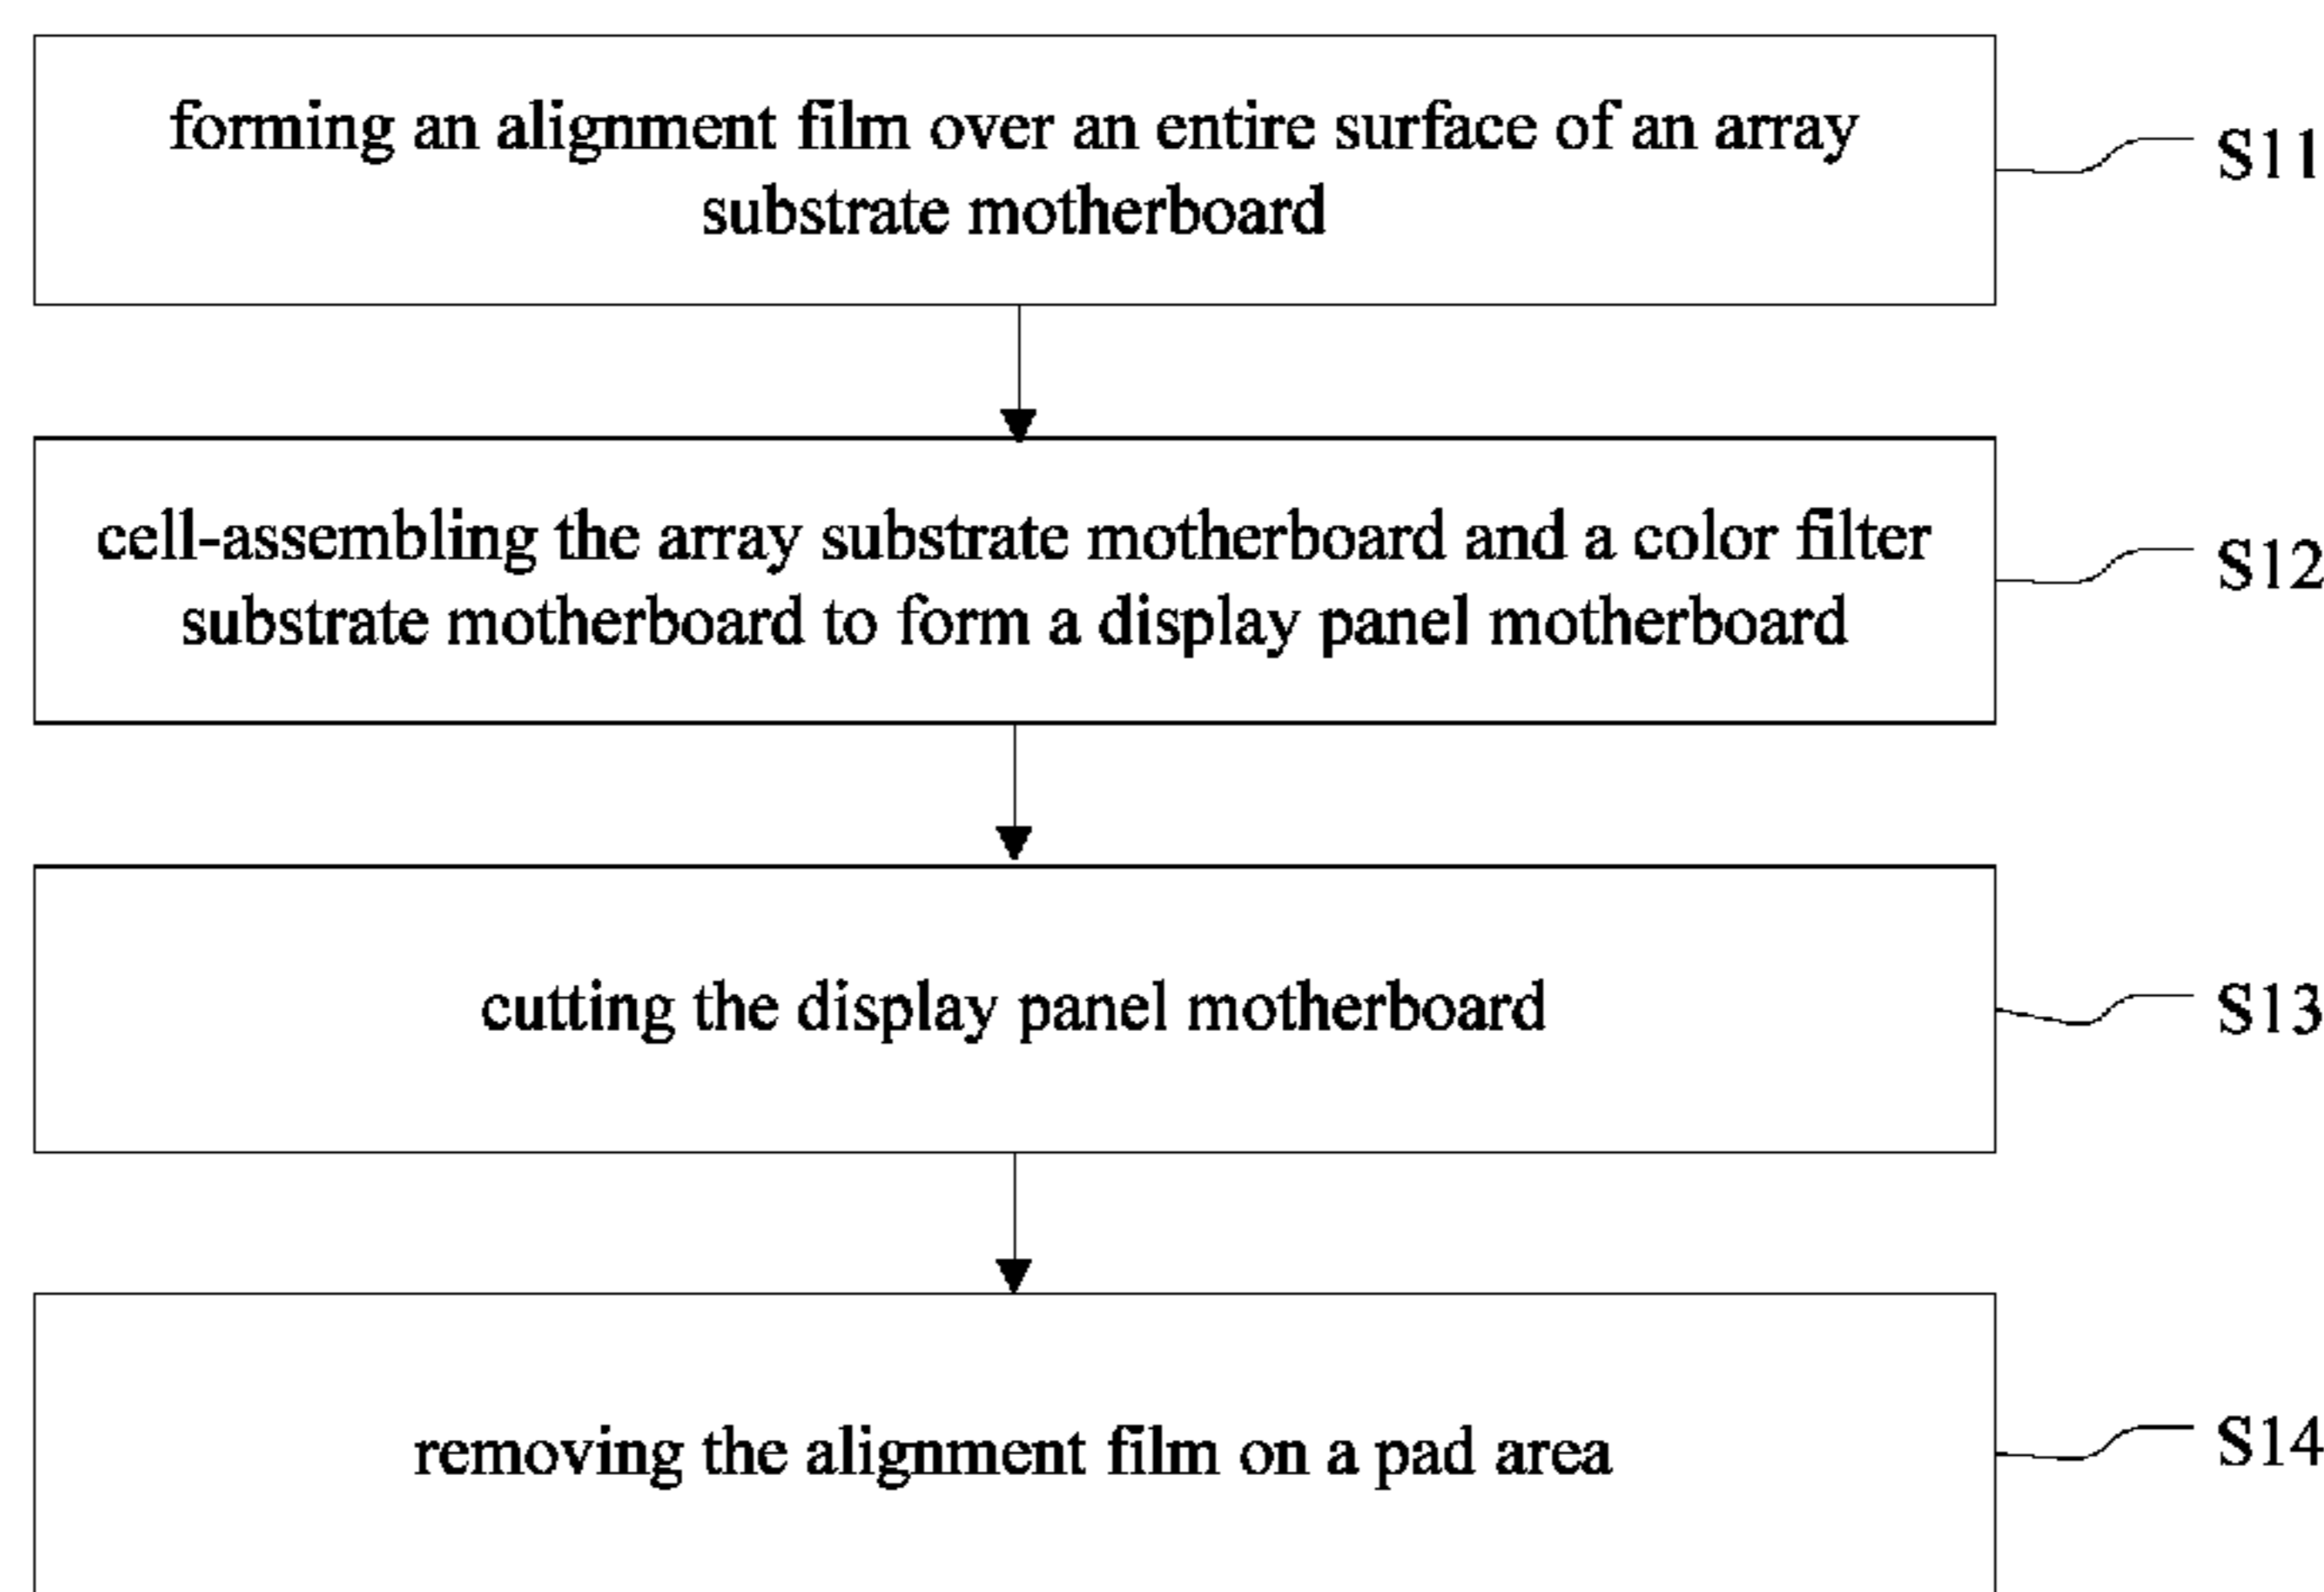 forming an alignment film over an entire surface of an array
substrate motherboard
S11
cell-assembling the array substrate motherboard and a color filter
substrate motherboard to form a display panel motherboard
S12
cutting the display panel motherboard
S13
removing the alignment film on a pad area
S14